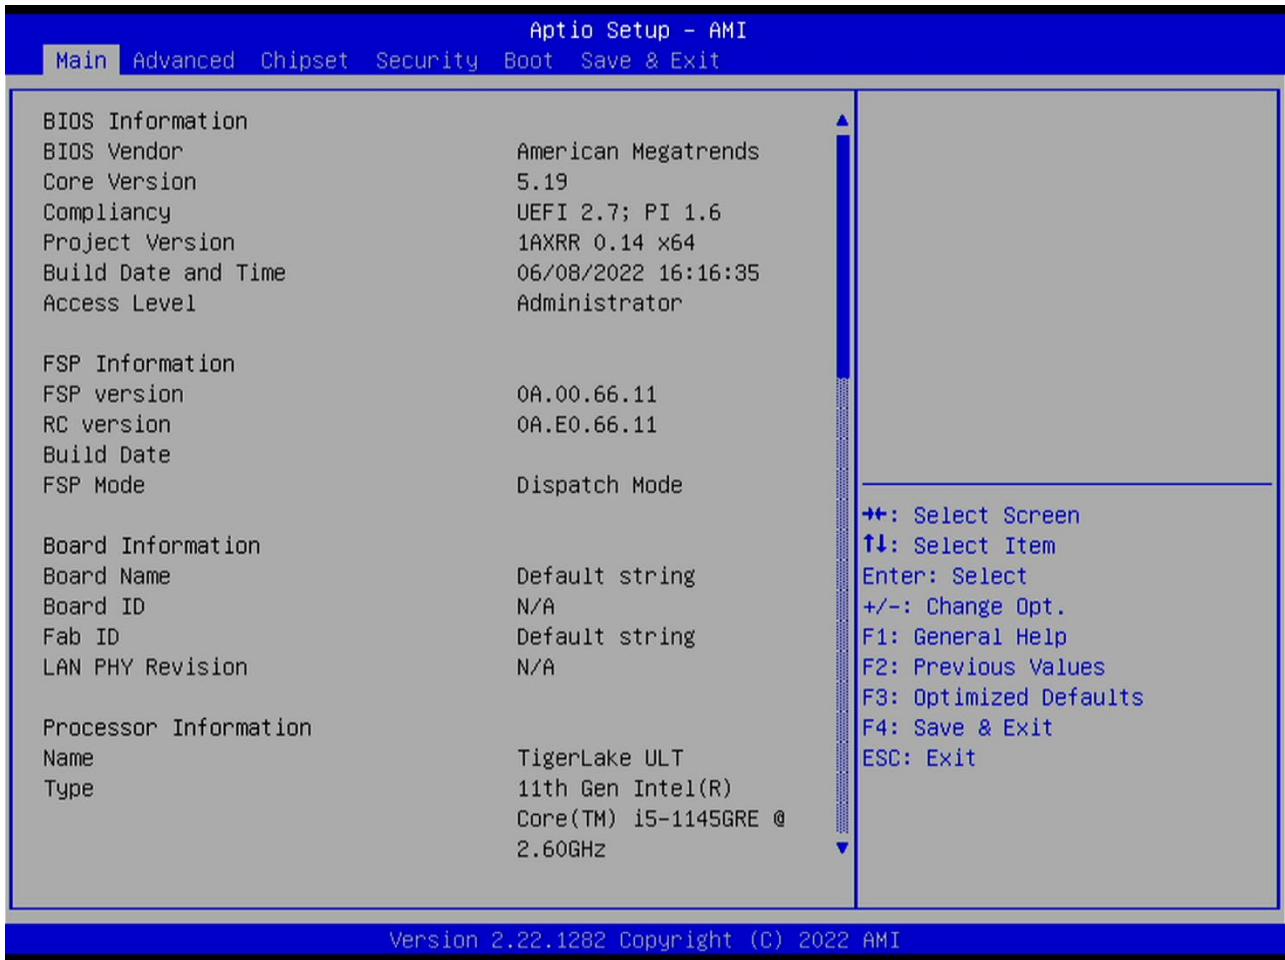 Aptio Setup - AMI
Main Advanced Chipset Security Boot Save & Exit
BIOS Information
BIOS Vendor American Megatrends
Core Version 5.19
Compliancy UEFI 2.7; PI 1.6
Project Version 1AXRR 0.14 x64
Build Date and Time 06/08/2022 16:16:35
Access Level Administrator
FSP Information
FSP version 0A.00.66.11
RC version 0A.E0.66.11
Build Date
FSP Mode Dispatch Mode
Board Information
Board Name Default string
Board ID N/A
Fab ID Default string
LAN PHY Revision N/A
Processor Information
Name TigerLake ULT
Type 11th Gen Intel(R)
Core(TM) i5-1145GRE @
2.60GHz
→←: Select Screen
↑↓: Select Item
Enter: Select
+/-: Change Opt.
F1: General Help
F2: Previous Values
F3: Optimized Defaults
F4: Save & Exit
ESC: Exit
Version 2.22.1282 Copyright (C) 2022 AMI